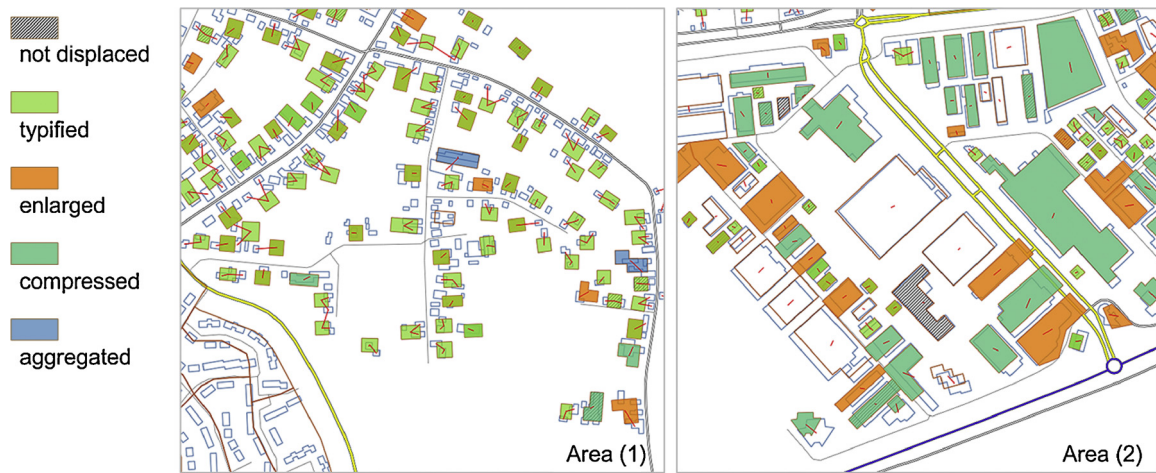 not displaced
typified
enlarged
compressed
aggregated
Area (1)
Area (2)